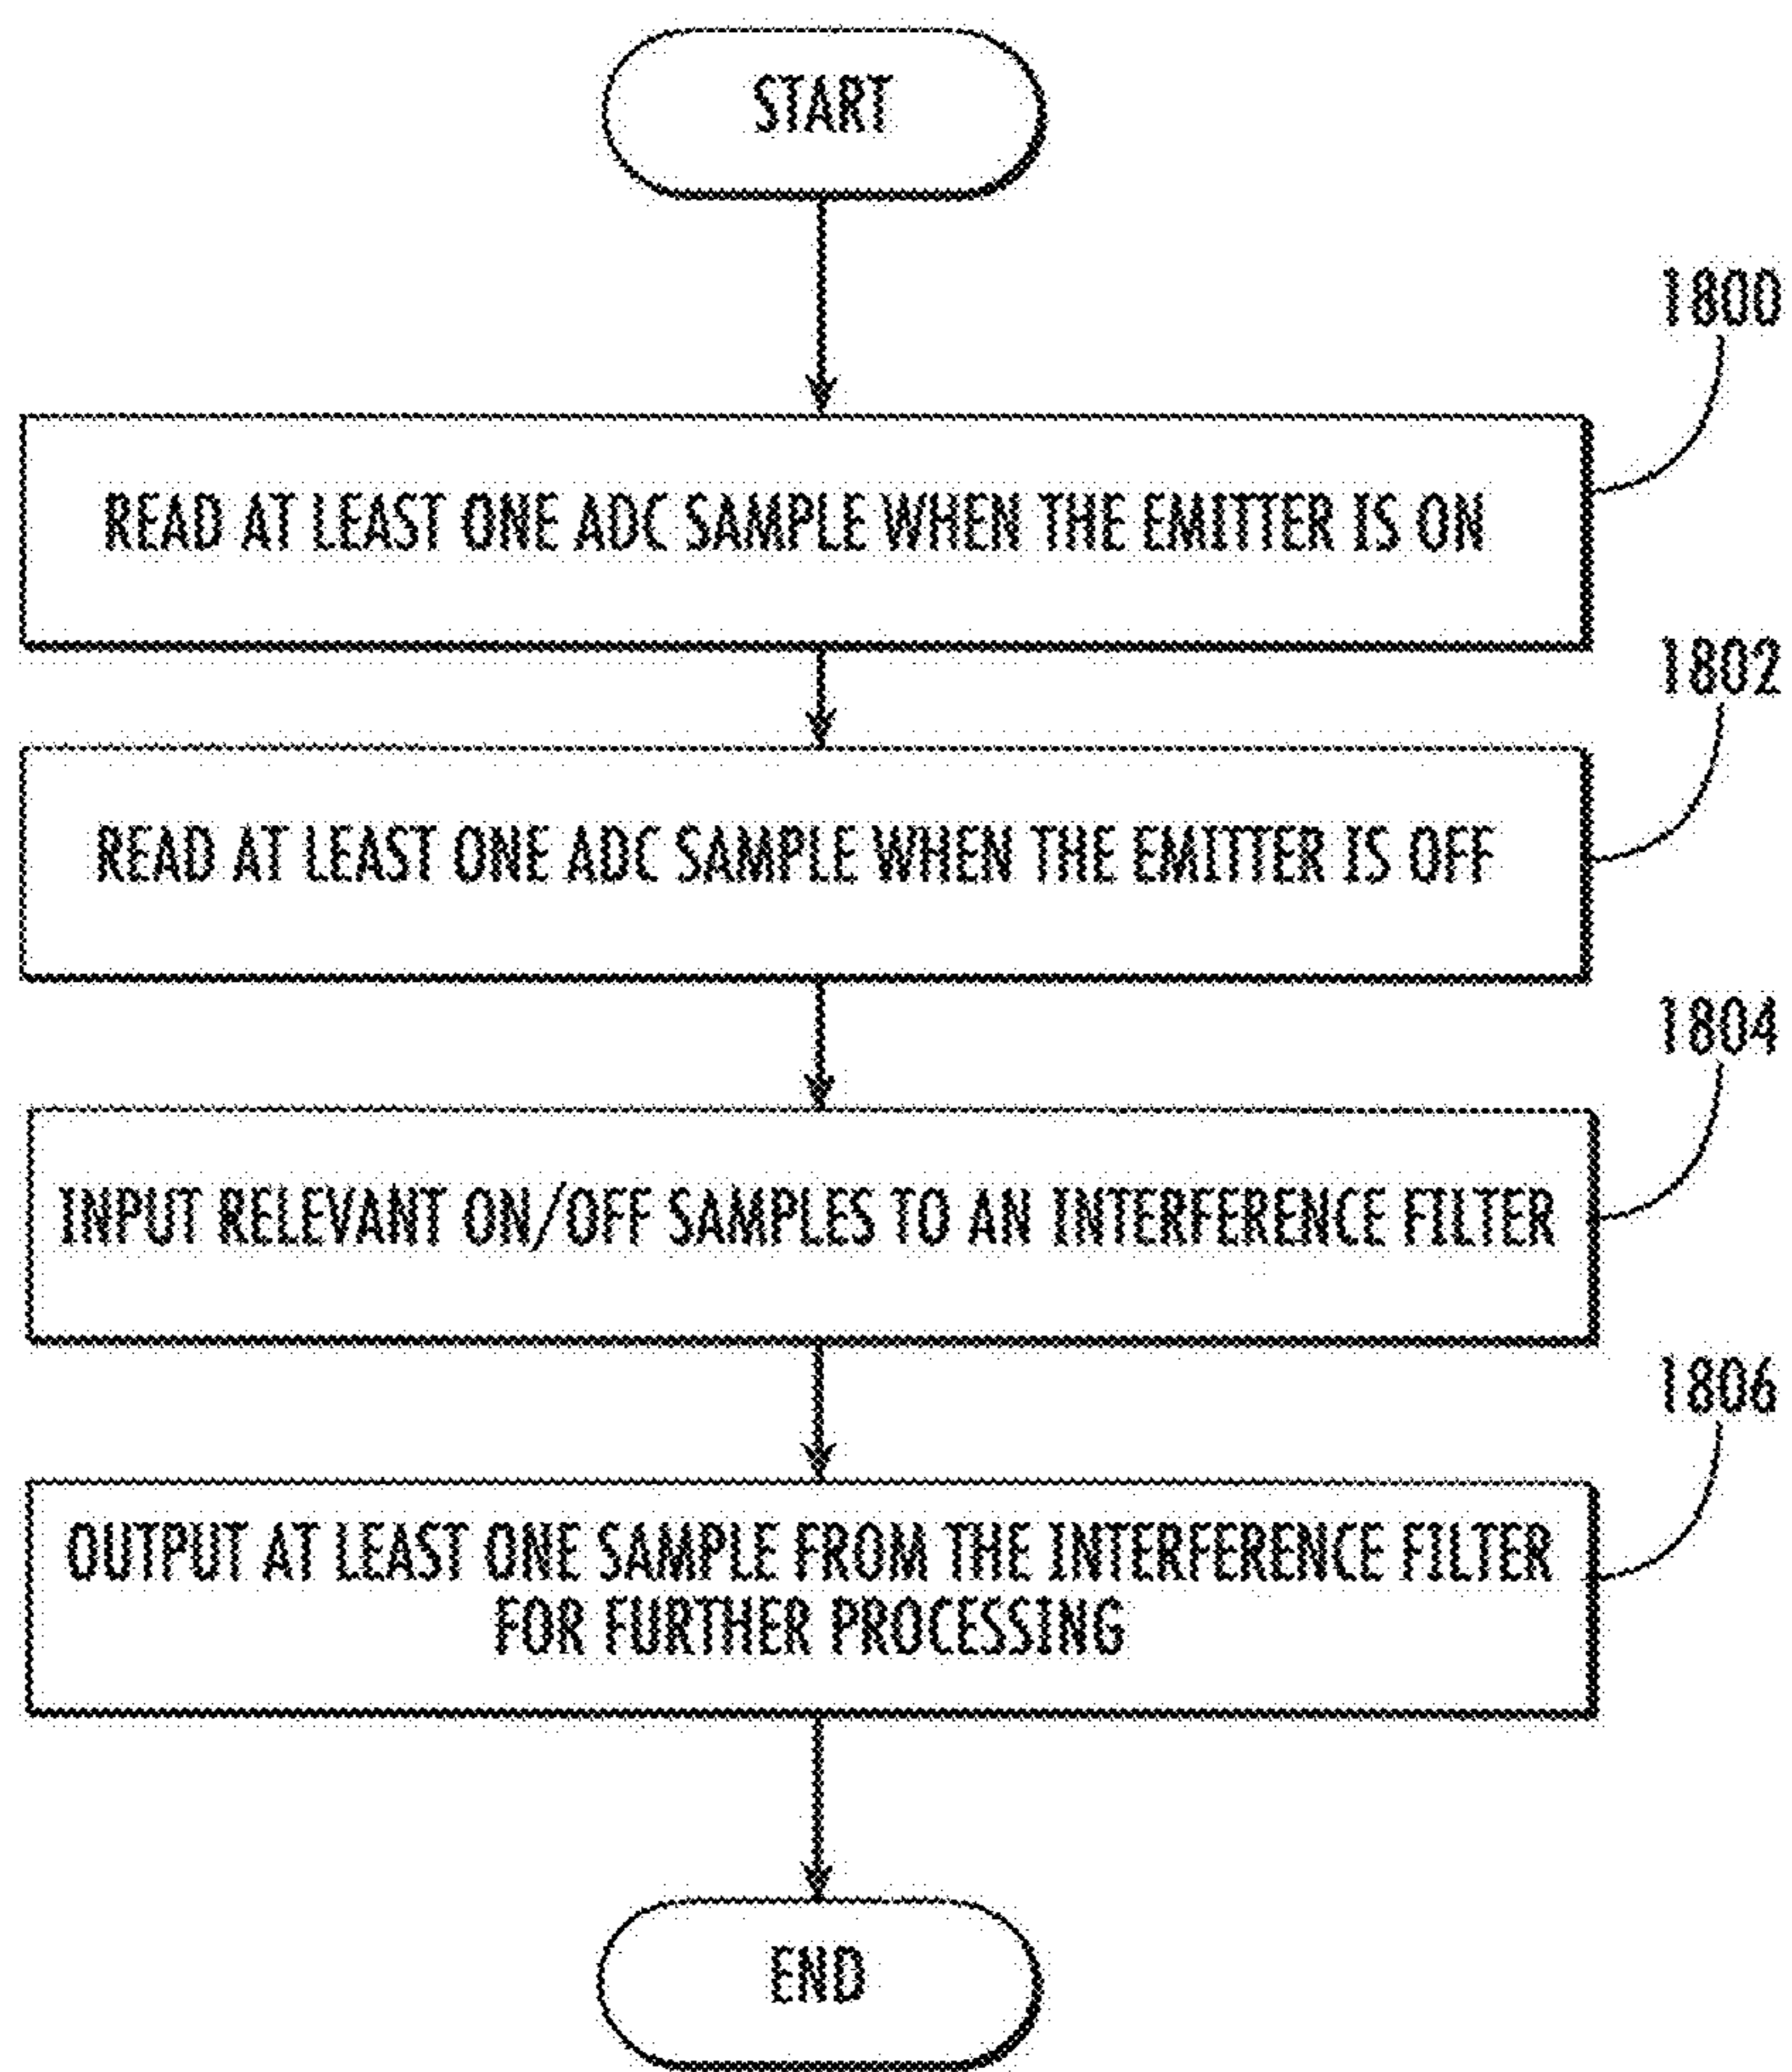 START
1800
READ AT LEAST ONE ADC SAMPLE WHEN THE EMITTER IS ON
1802
READ AT LEAST ONE ADC SAMPLE WHEN THE EMITTER IS OFF
1804
INPUT RELEVANT ON/OFF SAMPLES TO AN INTERFERENCE FILTER
1806
OUTPUT AT LEAST ONE SAMPLE FROM THE INTERFERENCE FILTER
FOR FURTHER PROCESSING
END